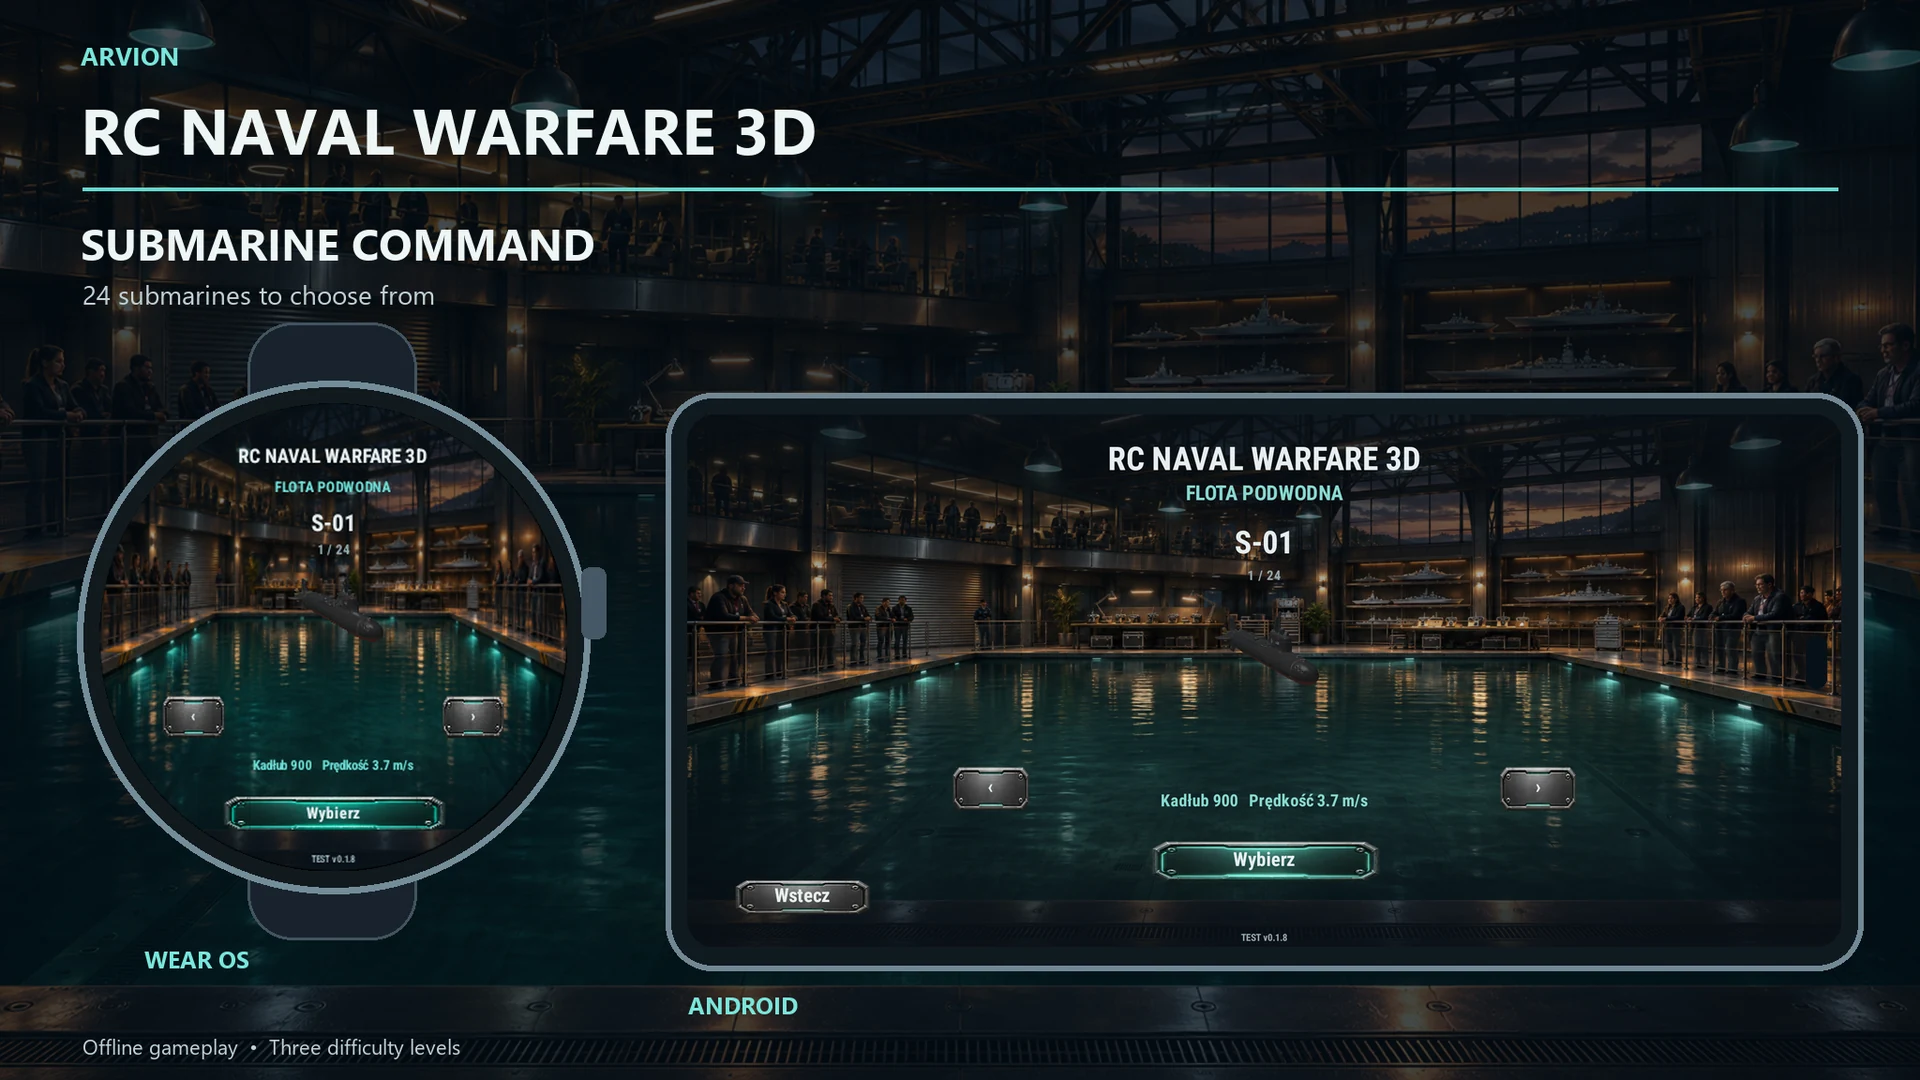 ARVION
RC NAVAL WARFARE 3D
SUBMARINE COMMAND
24 submarines to choose from
RC NAVAL WARFARE 3D
FLOTA PODWODNA
S-01
1 / 24
‹
›
Kadłub 900 Prędkość 3.7 m/s
Wybierz
TEST v0.1.8
WEAR OS
RC NAVAL WARFARE 3D
FLOTA PODWODNA
S-01
1 / 24
‹
›
Kadłub 900 Prędkość 3.7 m/s
Wybierz
Wstecz
TEST v0.1.8
ANDROID
Offline gameplay • Three difficulty levels